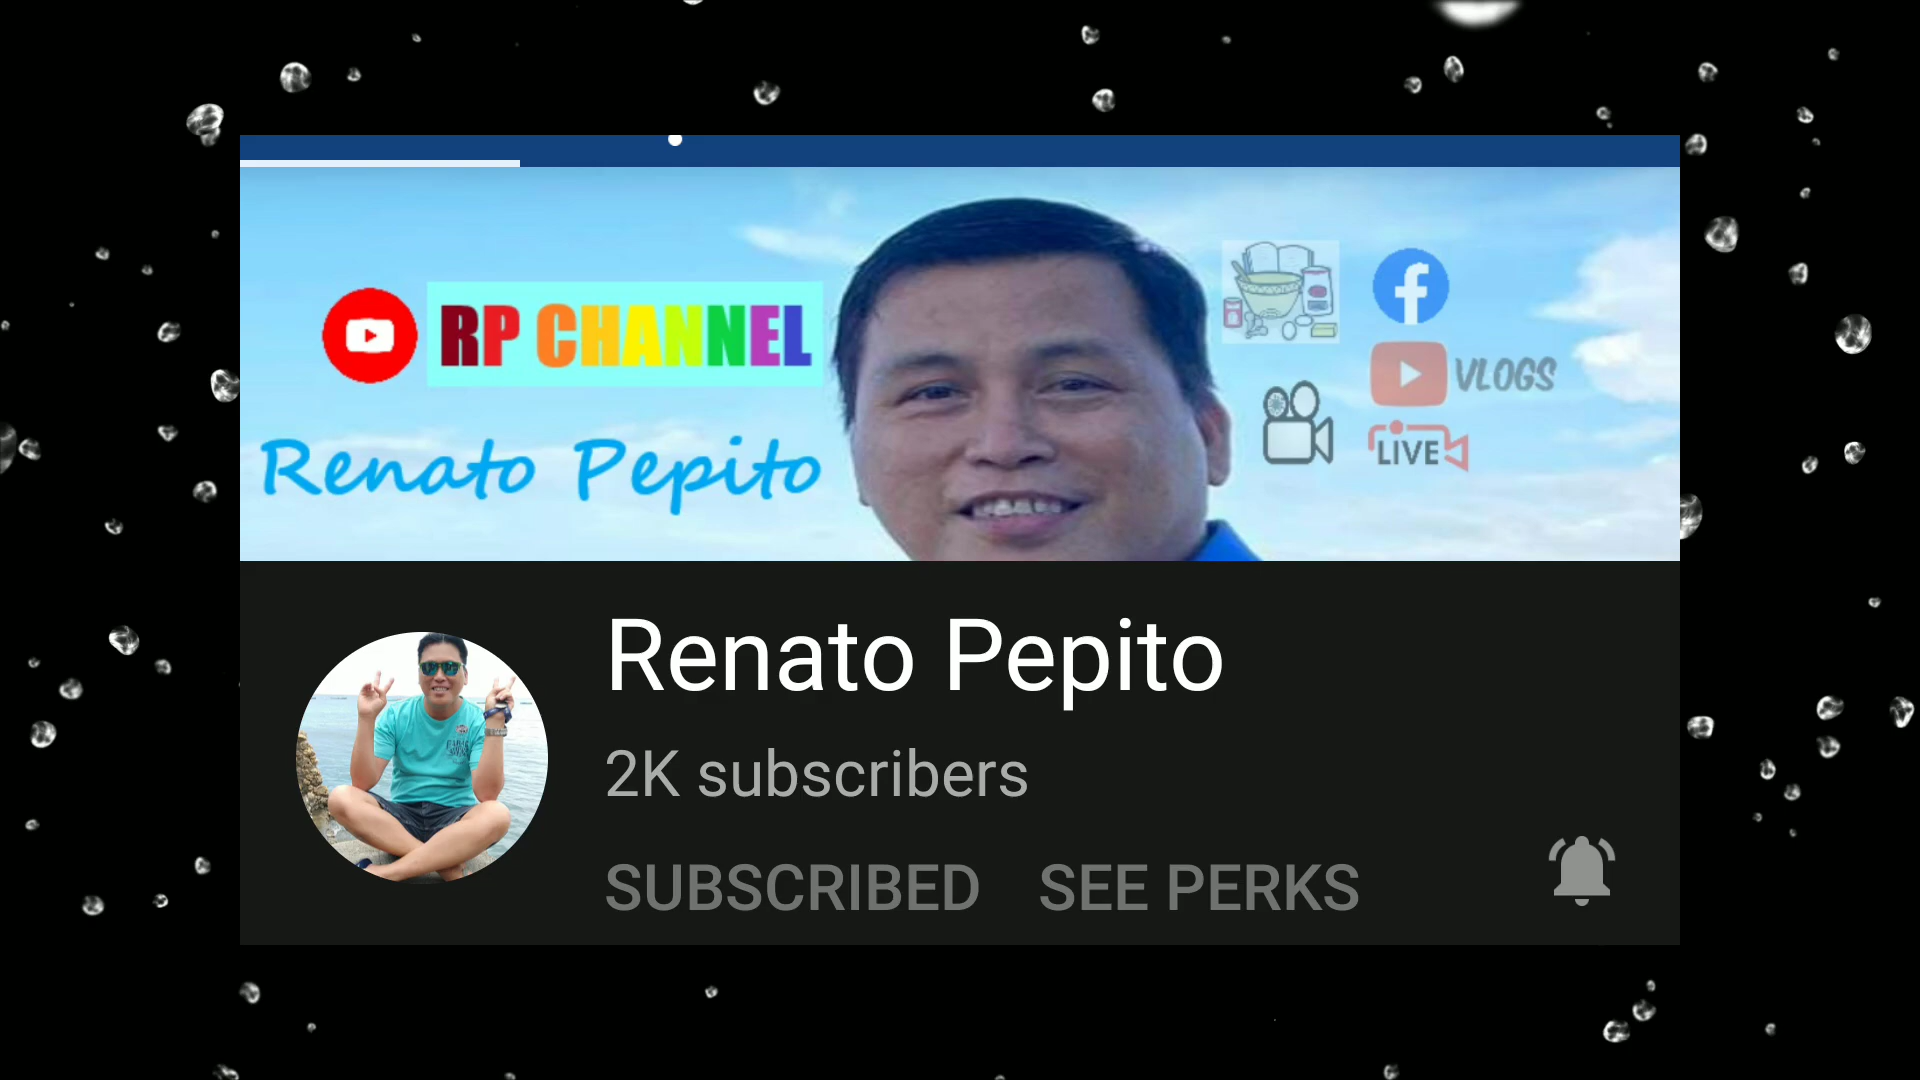 RP CHANNEL
Renato Pepito
VLOGS
LIVE
Renato Pepito
2K subscribers
SUBSCRIBED SEE PERKS